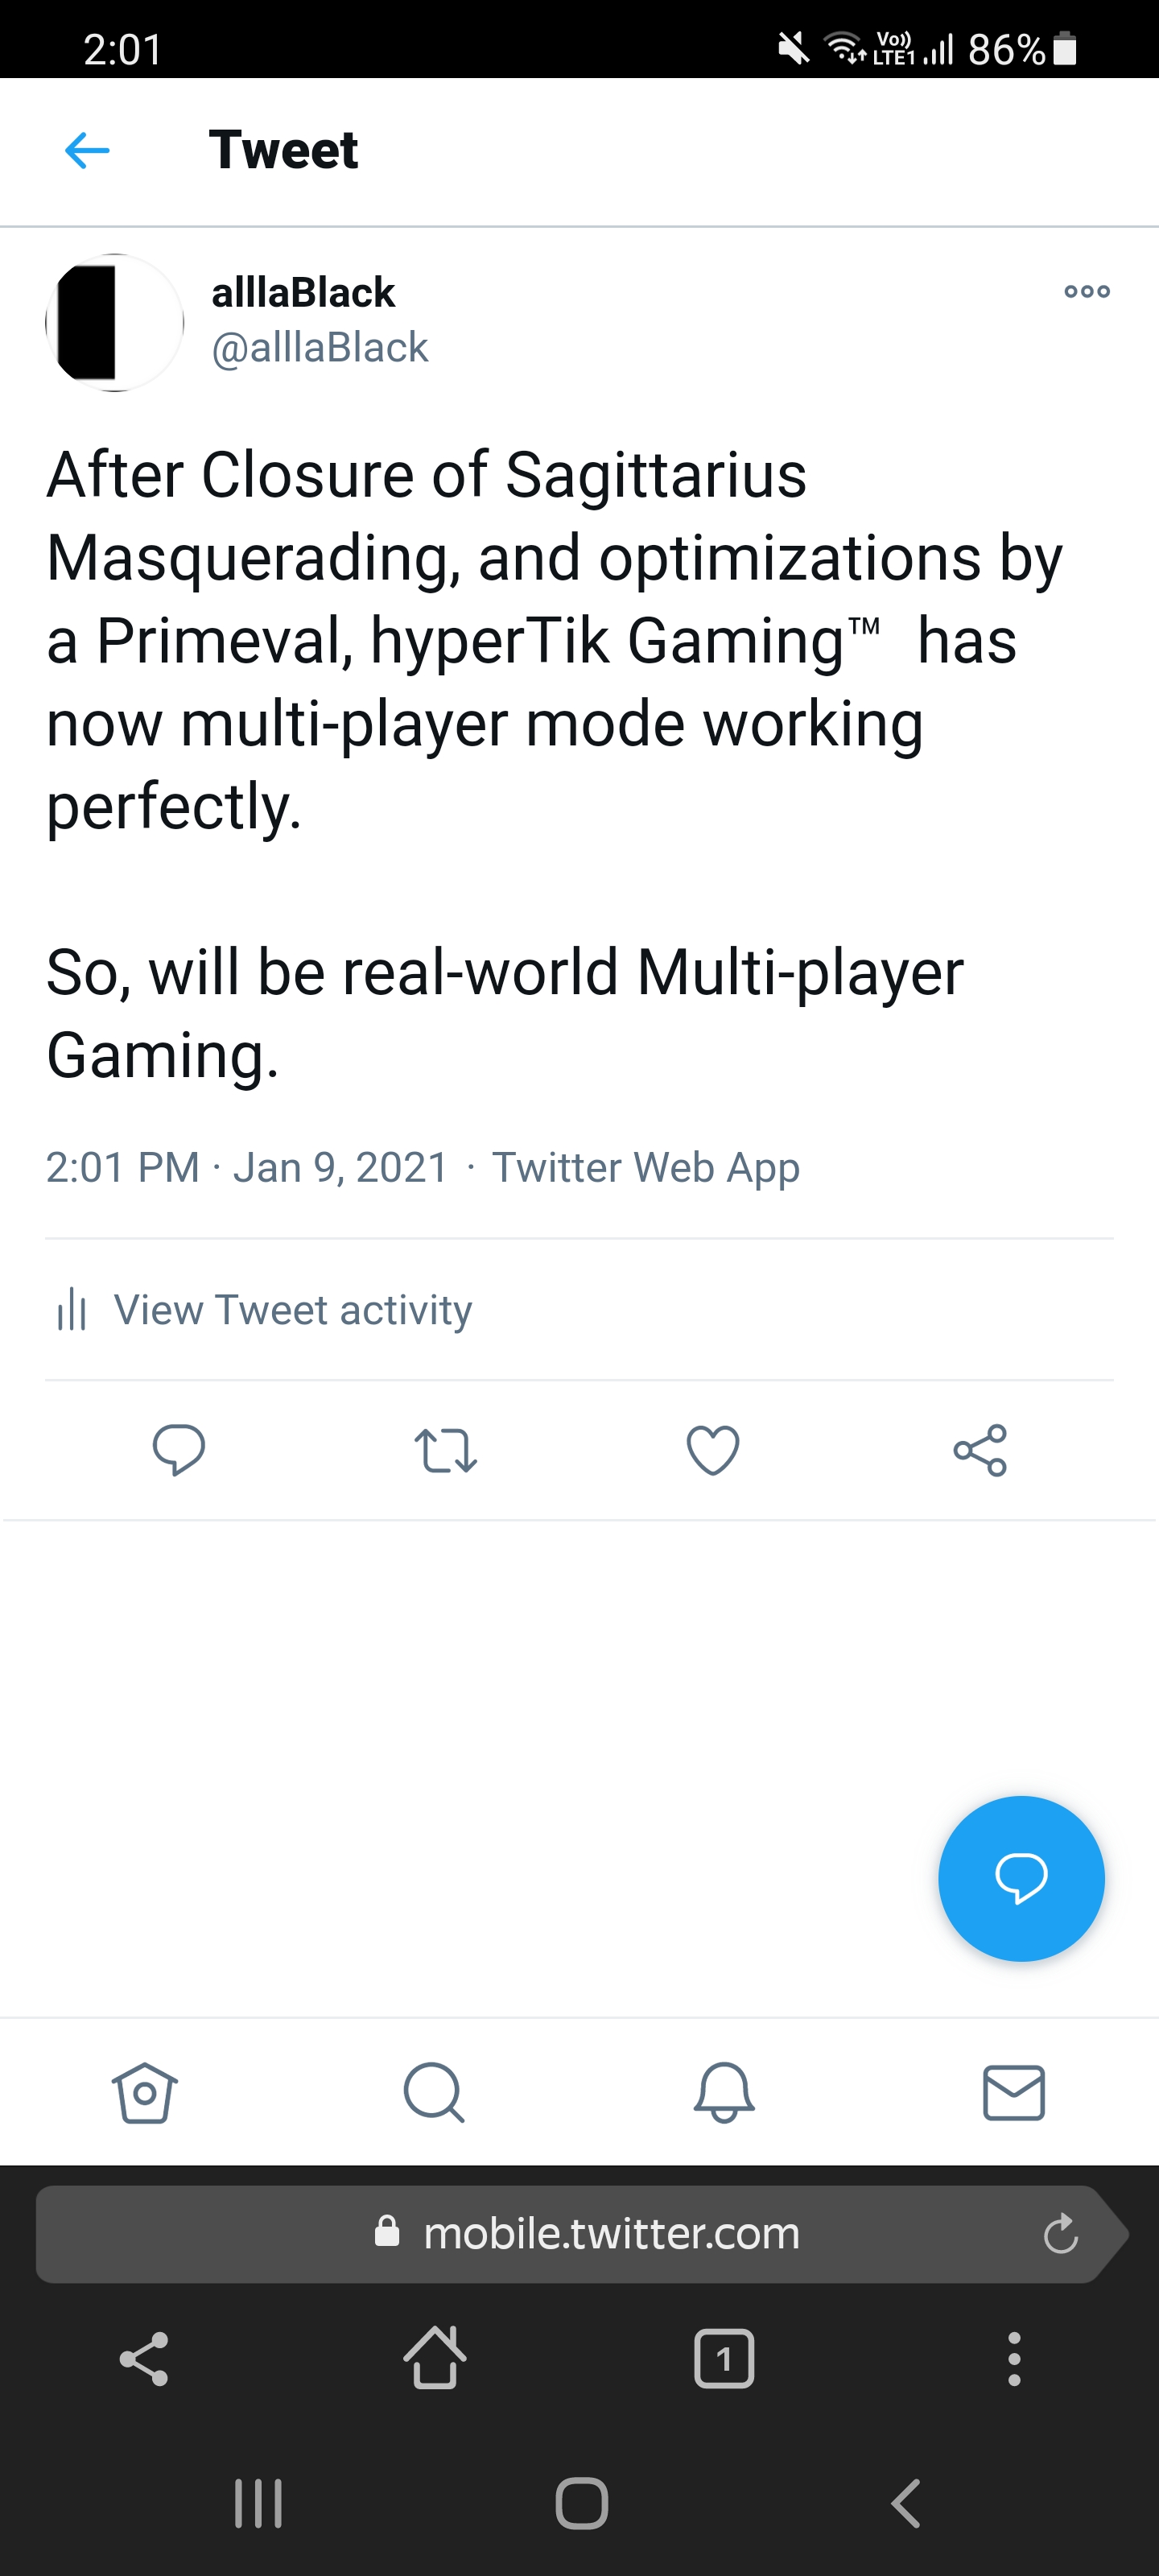 2:01
Vo)) LTE1 86%
Tweet
alllaBlack
@alllaBlack
After Closure of Sagittarius
Masquerading, and optimizations by
a Primeval, hyperTik Gaming™ has
now multi-player mode working
perfectly.
So, will be real-world Multi-player
Gaming.
2:01 PM · Jan 9, 2021 · Twitter Web App
View Tweet activity
mobile.twitter.com
1